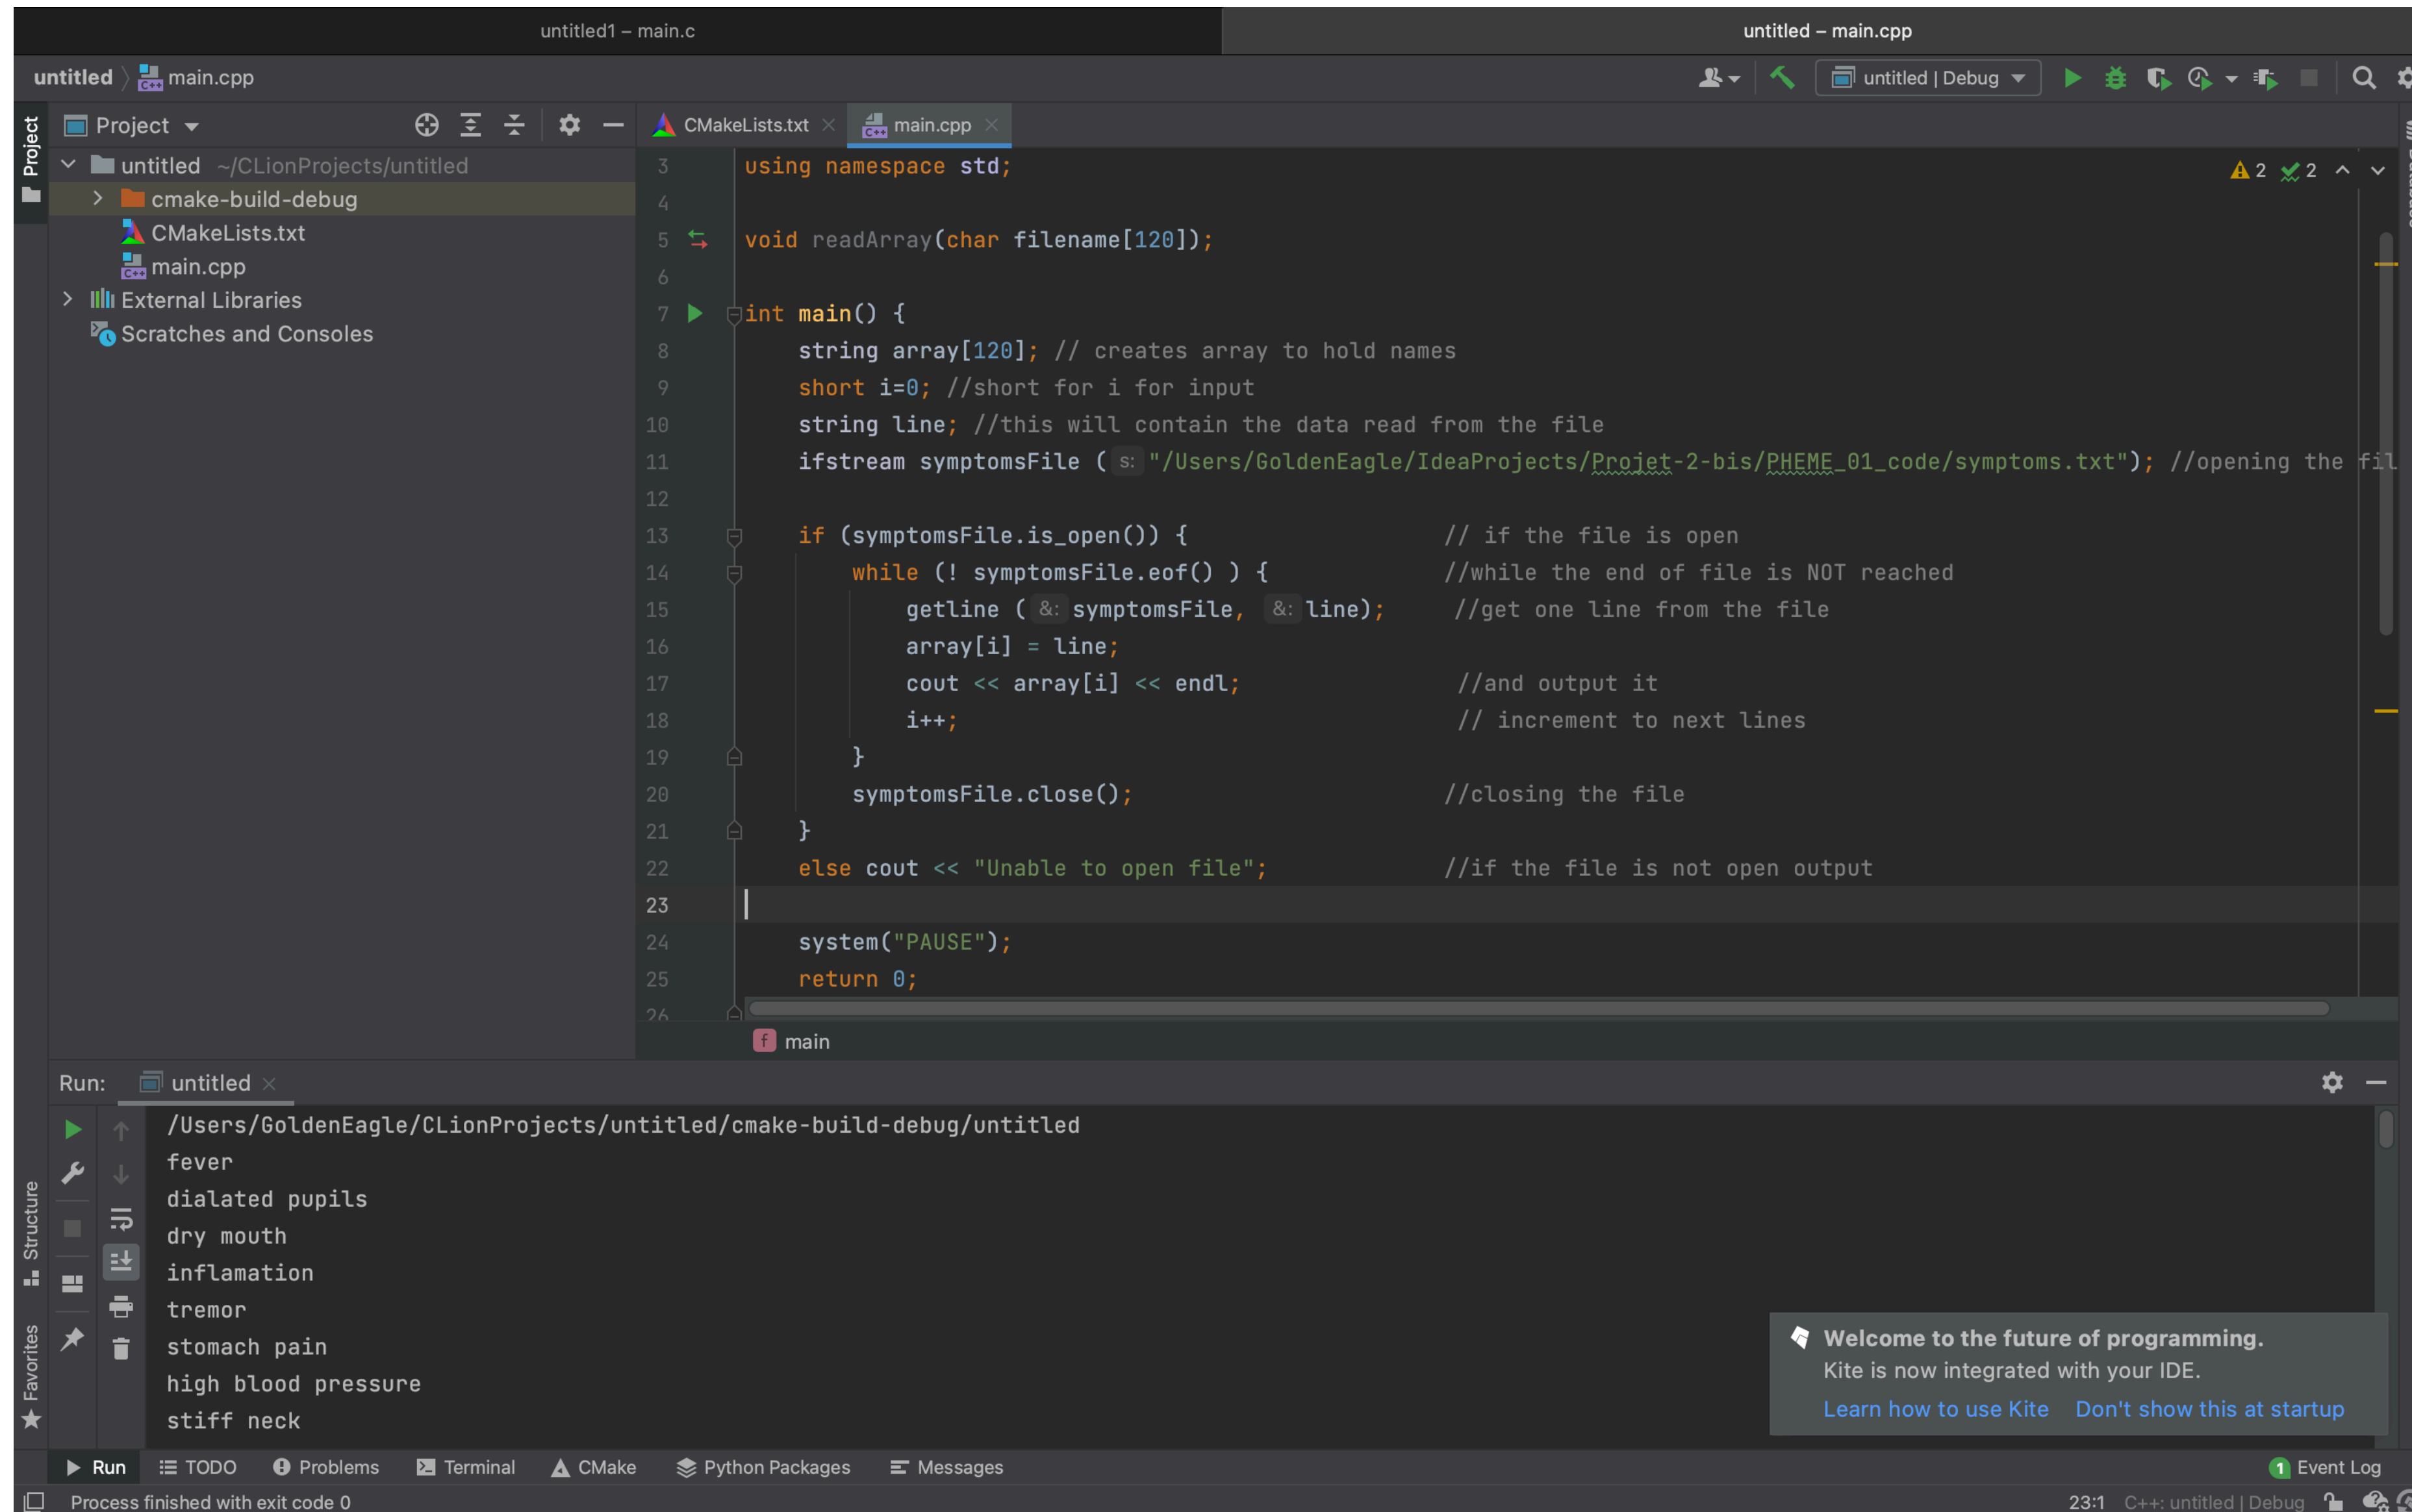 untitled1 – main.c
untitled – main.cpp
untitled main.cpp
untitled | Debug
Project
Project
CMakeLists.txt
main.cpp
untitled ~/CLionProjects/untitled
cmake-build-debug
CMakeLists.txt
main.cpp
External Libraries
Scratches and Consoles
2 2
3 using namespace std;
4
5 void readArray(char filename[120]);
6
7 int main() {
8 string array[120]; // creates array to hold names
9 short i=0; //short for i for input
10 string line; //this will contain the data read from the file
11 ifstream symptomsFile ( s: "/Users/GoldenEagle/IdeaProjects/Projet-2-bis/PHEME_01_code/symptoms.txt"); //opening the fil
12
13 if (symptomsFile.is_open()) { // if the file is open
14 while (! symptomsFile.eof() ) { //while the end of file is NOT reached
15 getline ( &: symptomsFile, &: line); //get one line from the file
16 array[i] = line;
17 cout << array[i] << endl; //and output it
18 i++; // increment to next lines
19 }
20 symptomsFile.close(); //closing the file
21 }
22 else cout << "Unable to open file"; //if the file is not open output
23
24 system("PAUSE");
25 return 0;
26
f main
Run: untitled
/Users/GoldenEagle/CLionProjects/untitled/cmake-build-debug/untitled
fever
dialated pupils
dry mouth
inflamation
tremor
stomach pain
high blood pressure
stiff neck
Structure
Favorites
Welcome to the future of programming.
Kite is now integrated with your IDE.
Learn how to use Kite Don't show this at startup
Run TODO Problems Terminal CMake Python Packages Messages
1 Event Log
Process finished with exit code 0
23:1 C++: untitled | Debug